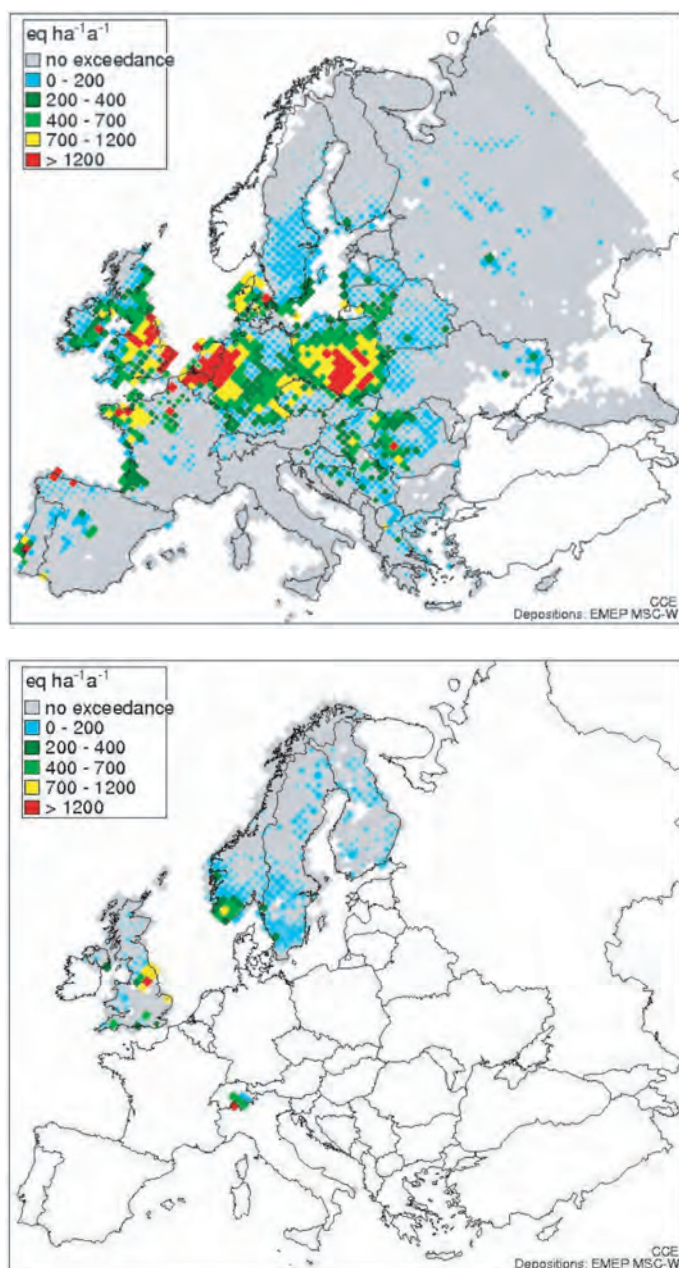 eq ha⁻¹a⁻¹
no exceedance
0 - 200
200 - 400
400 - 700
700 - 1200
> 1200
CCE
Depositions: EMEP MSC-W
eq ha⁻¹a⁻¹
no exceedance
0 - 200
200 - 400
400 - 700
700 - 1200
> 1200
CCE
Depositions: EMEP MSC-W